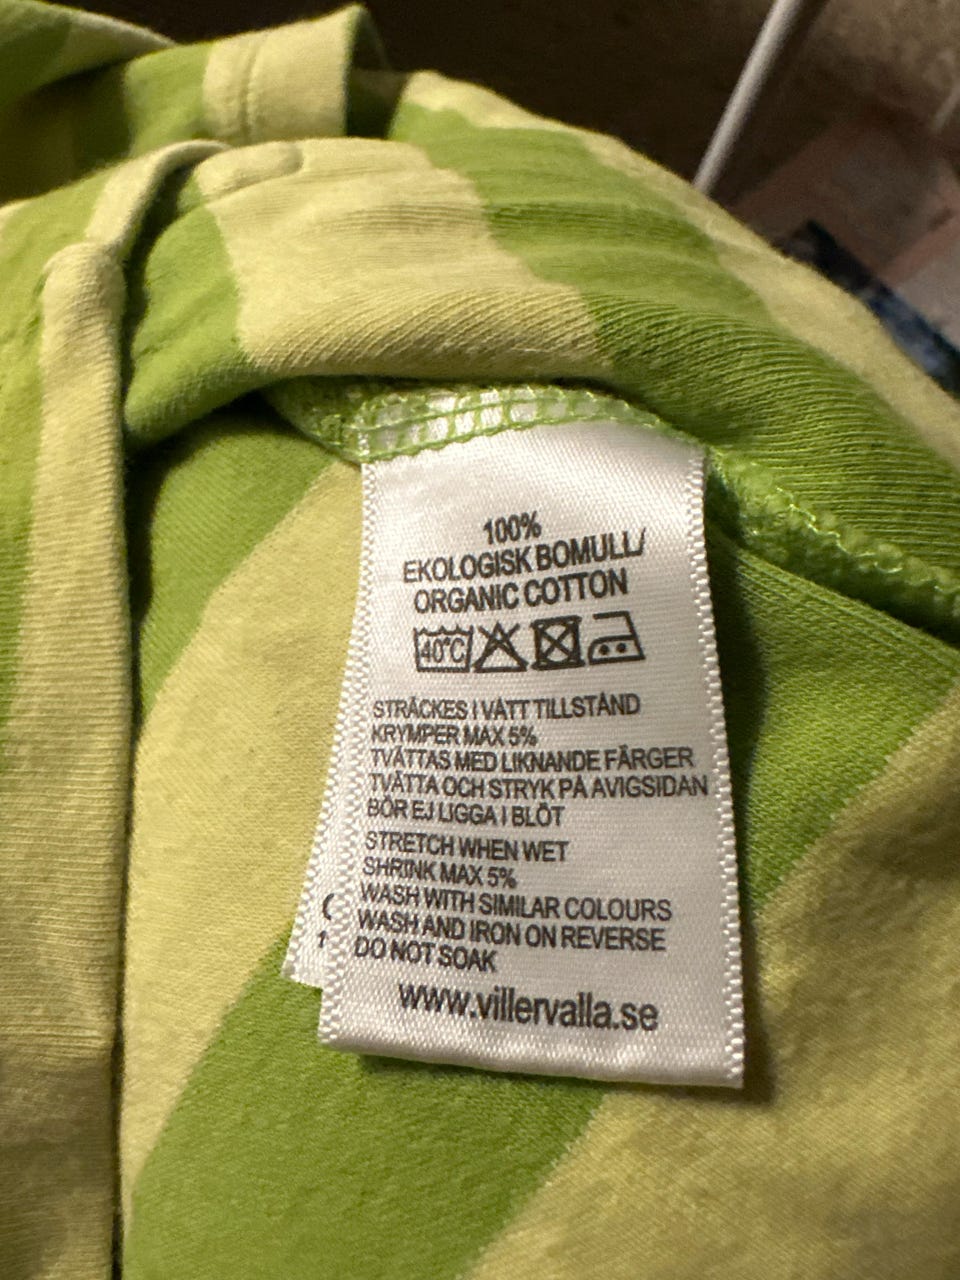 100%
EKOLOGISK BOMULL/
ORGANIC COTTON
40°C
STRÄCKES I VÅTT TILLSTÅND
KRYMPER MAX 5%
TVÄTTAS MED LIKNANDE FÄRGER
TVÄTTA OCH STRYK PÅ AVIGSIDAN
BÖR EJ LIGGA I BLÖT
STRETCH WHEN WET
SHRINK MAX 5%
WASH WITH SIMILAR COLOURS
WASH AND IRON ON REVERSE
DO NOT SOAK
www.villervalla.se